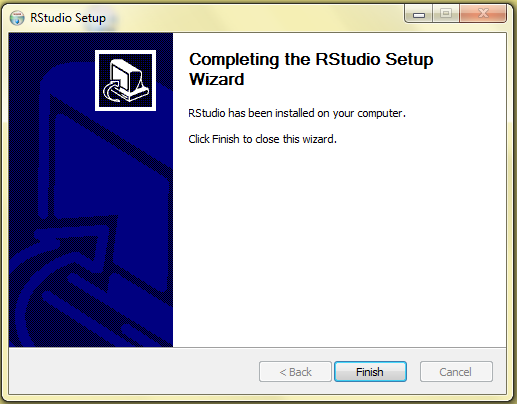 RStudio Setup
Completing the RStudio Setup
Wizard
RStudio has been installed on your computer.
Click Finish to close this wizard.
< Back
Finish
Cancel